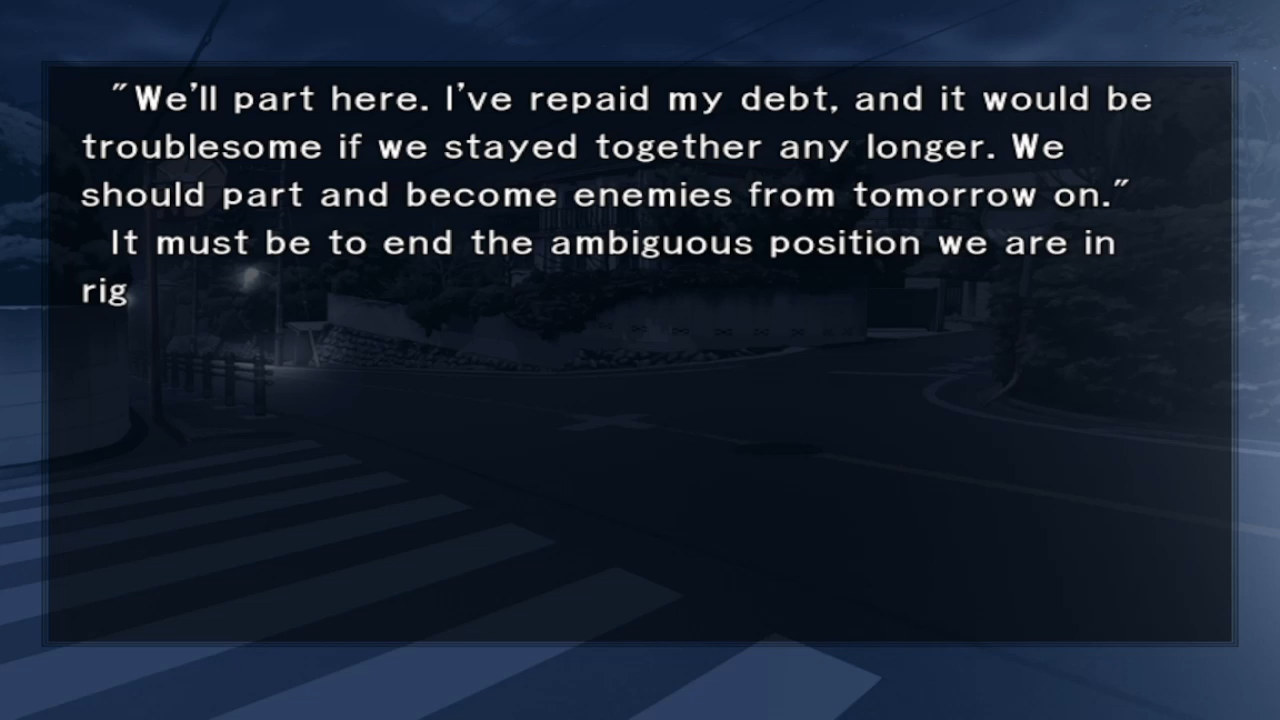 "We'll part here. I've repaid my debt, and it would be
troublesome if we stayed together any longer. We
should part and become enemies from tomorrow on."
It must be to end the ambiguous position we are in
rig